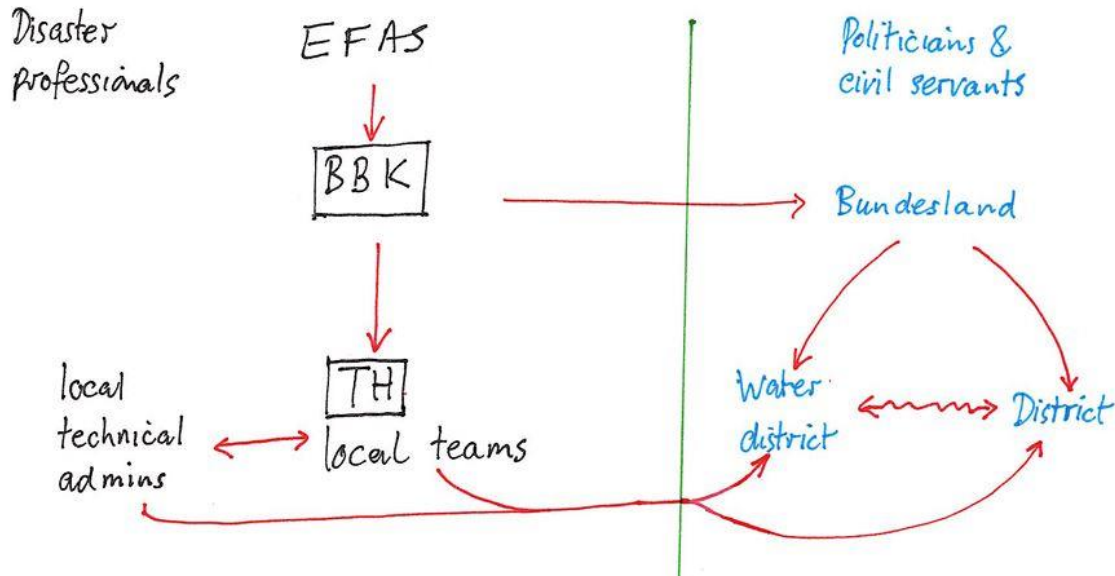 Disaster
professionals
EFAS
BBK
TH
local teams
local
technical
admins
Politicians &
civil servants
Bundesland
Water
district
District